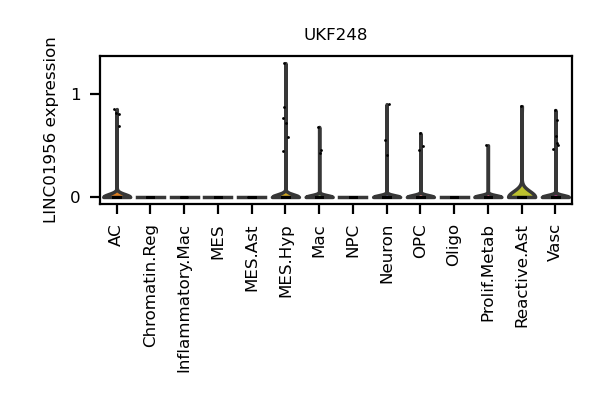 UKF248
LINC01956 expression
1
0
AC
Chromatin.Reg
Inflammatory.Mac
MES
MES.Ast
MES.Hyp
Mac
NPC
Neuron
OPC
Oligo
Prolif.Metab
Reactive.Ast
Vasc